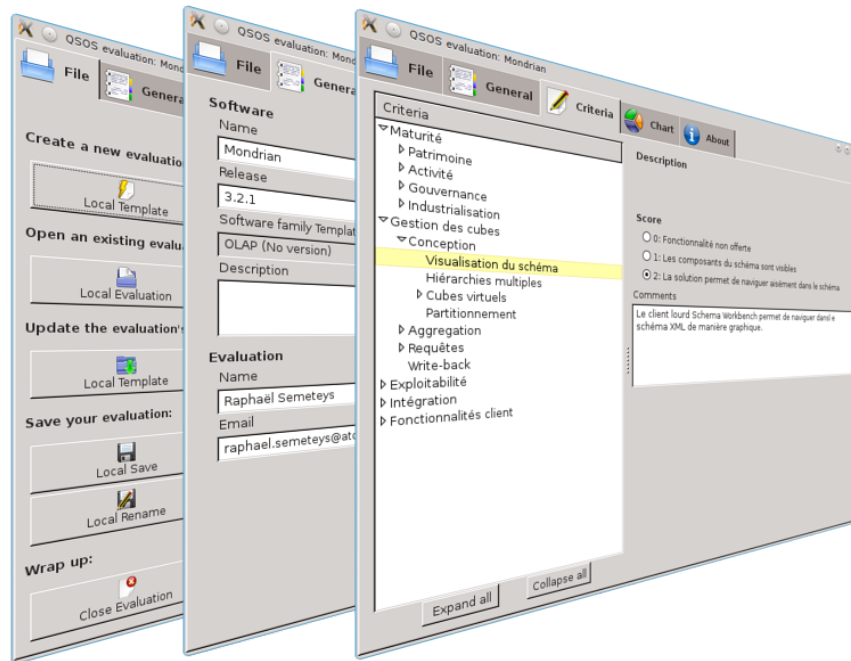 QSOS evaluation: Mond
File
Genera
Create a new evaluatio
Local Template
Open an existing evalu
Local Evaluation
Update the evaluation's
Local Template
Save your evaluation:
Local Save
Local Rename
Wrap up:
Close Evaluation
QSOS evaluation: Mond
File
Genera
Software
Name
Mondrian
Release
3.2.1
Software family Templat
OLAP (No version)
Description
Evaluation
Name
Raphaël Semeteys
Email
raphael.semeteys@ato
QSOS evaluation: Mondrian
File
General
Criteria
Chart
About
Criteria
Maturité
Patrimoine
Activité
Gouvernance
Industrialisation
Gestion des cubes
Conception
Visualisation du schéma
Hiérarchies multiples
Cubes virtuels
Partitionnement
Aggregation
Requêtes
Write-back
Exploitabilité
Intégration
Fonctionnalités client
Expand all
Collapse all
Description
Score
0: Fonctionnalité non offerte
1: Les composants du schéma sont visibles
2: La solution permet de naviguer aisément dans le schéma
Comments
Le client lourd Schema Workbench permet de naviguer dansl e
schéma XML de manière graphique.